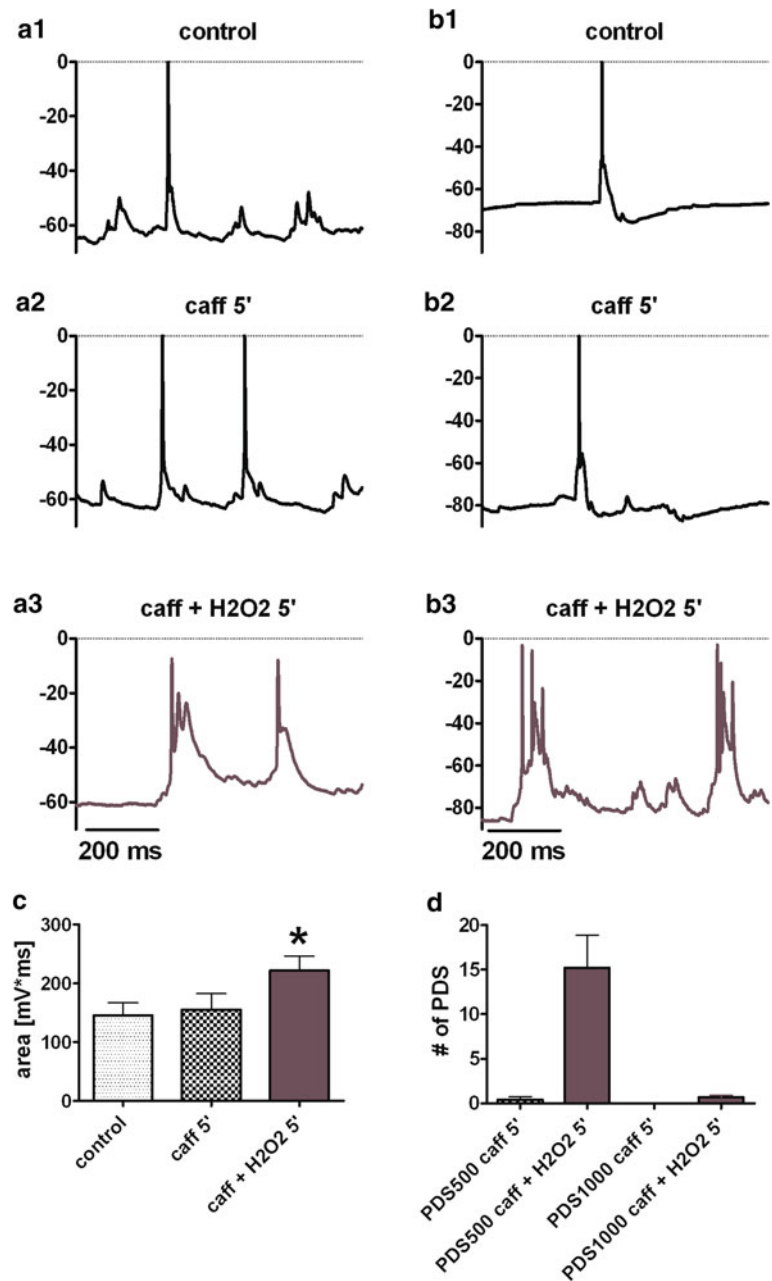 a1
control
0
-20
-40
-60
b1
control
0
-20
-40
-60
-80
a2
caff 5'
0
-20
-40
-60
b2
caff 5'
0
-20
-40
-60
-80
a3
caff + H2O2 5'
0
-20
-40
-60
200 ms
b3
caff + H2O2 5'
0
-20
-40
-60
-80
200 ms
c
area [mV*ms]
300
200
100
0
*
control
caff 5'
caff + H2O2 5'
d
# of PDS
20
15
10
5
0
PDS500 caff 5'
PDS500 caff + H2O2 5'
PDS1000 caff 5'
PDS1000 caff + H2O2 5'